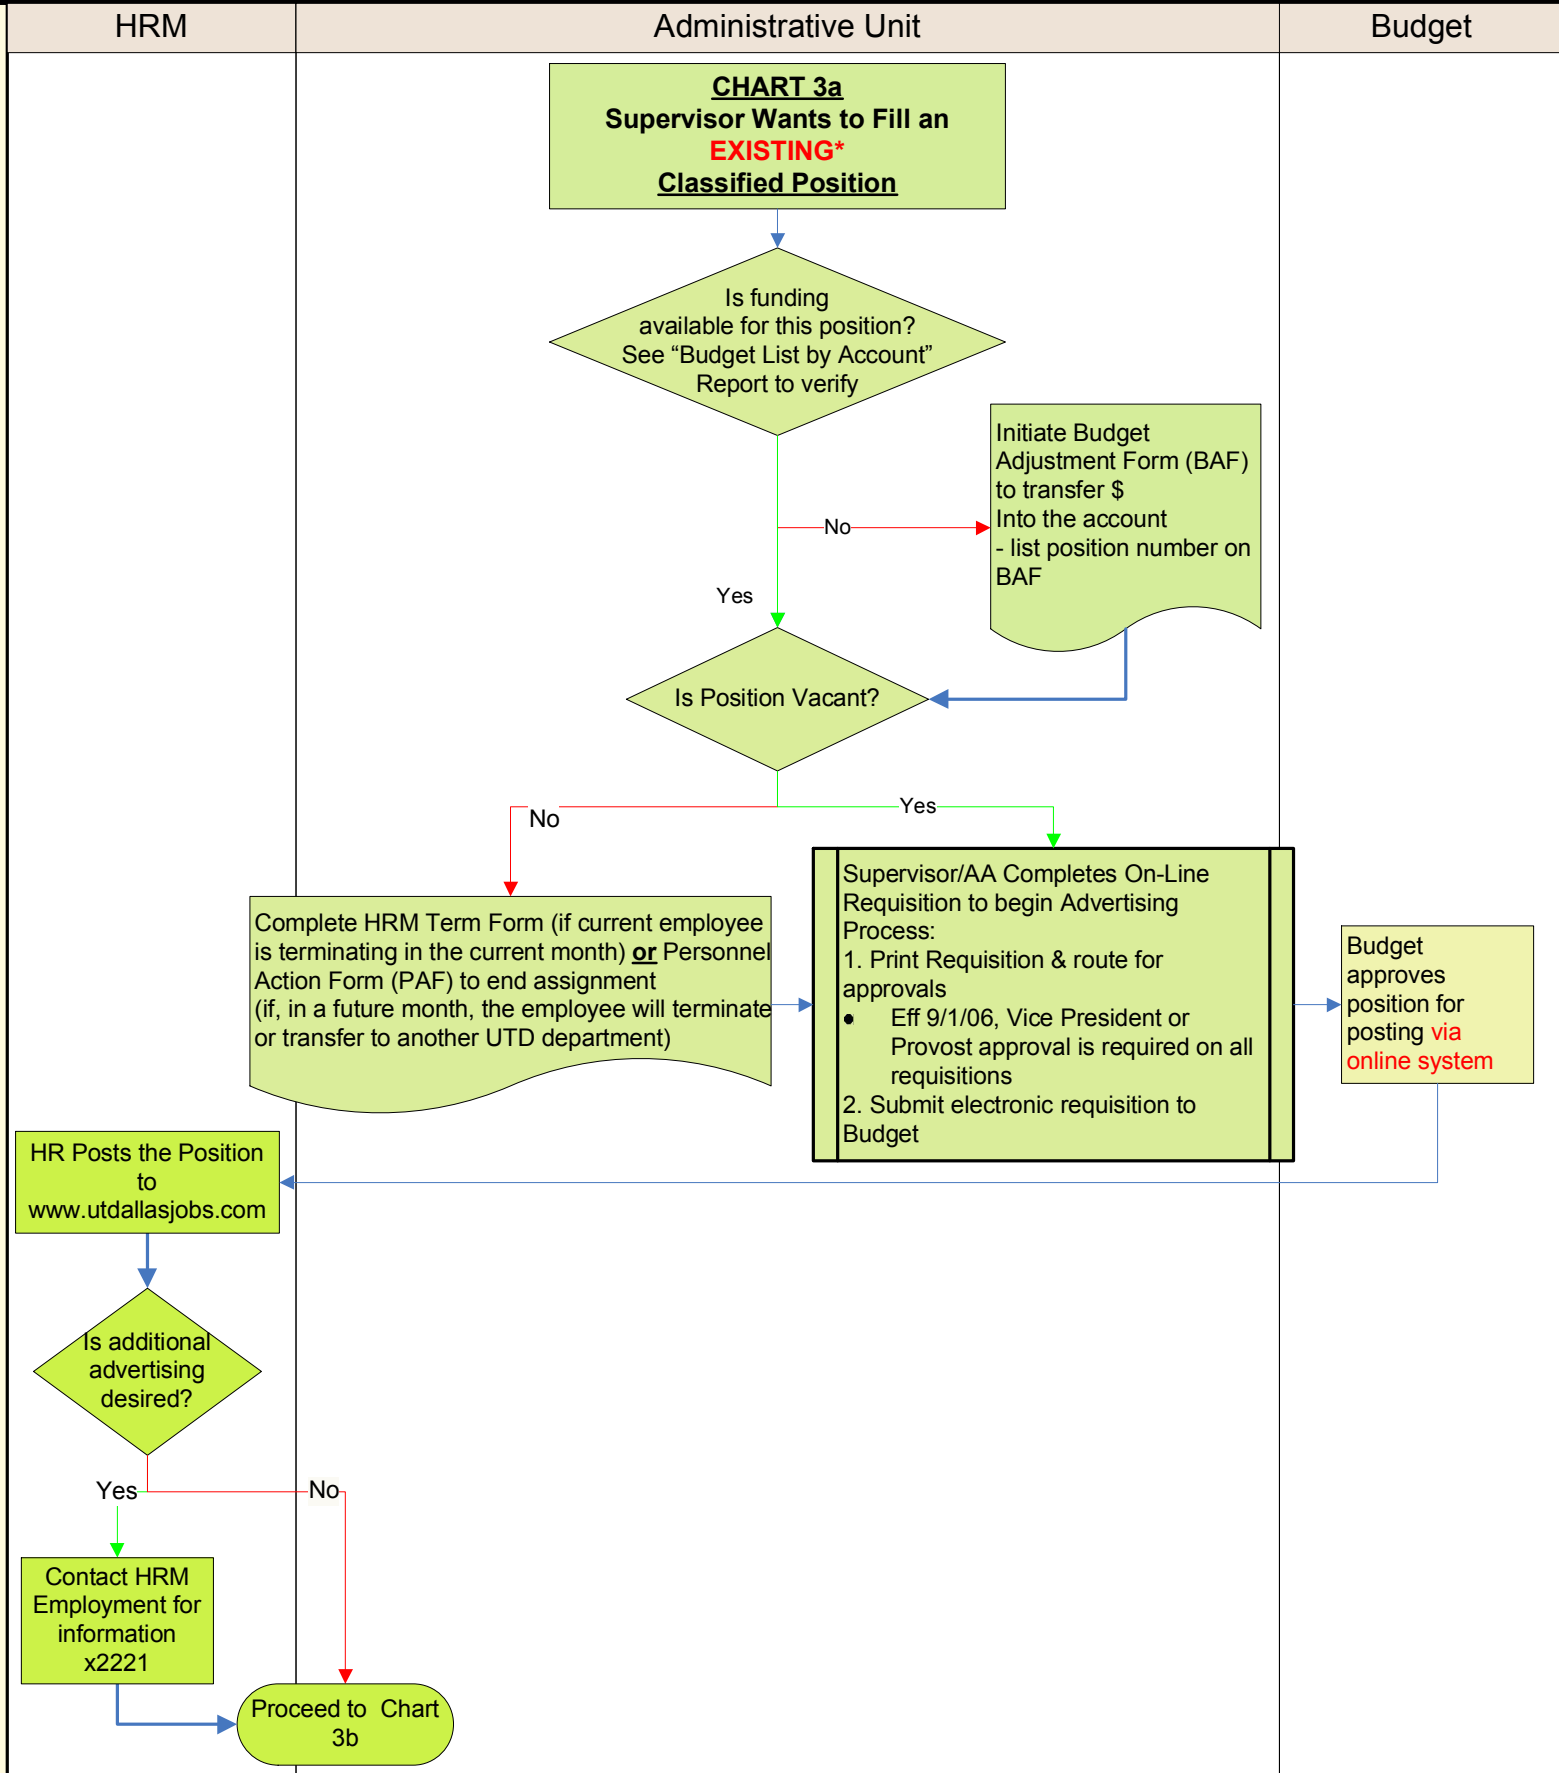 HRM
Administrative Unit
Budget
CHART 3a
Supervisor Wants to Fill an
EXISTING*
Classified Position
Is funding
available for this position?
See “Budget List by Account”
Report to verify
Initiate Budget
Adjustment Form (BAF)
to transfer $
Into the account
- list position number on
BAF
No
Yes
Is Position Vacant?
No
Yes
Complete HRM Term Form (if current employee
is terminating in the current month) or Personnel
Action Form (PAF) to end assignment
(if, in a future month, the employee will terminate
or transfer to another UTD department)
Supervisor/AA Completes On-Line
Requisition to begin Advertising
Process:
1. Print Requisition & route for
approvals
• Eff 9/1/06, Vice President or
Provost approval is required on all
requisitions
2. Submit electronic requisition to
Budget
Budget
approves
position for
posting via
online system
HR Posts the Position
to
www.utdallasjobs.com
Is additional
advertising
desired?
Yes
No
Contact HRM
Employment for
information
x2221
Proceed to  Chart
3b